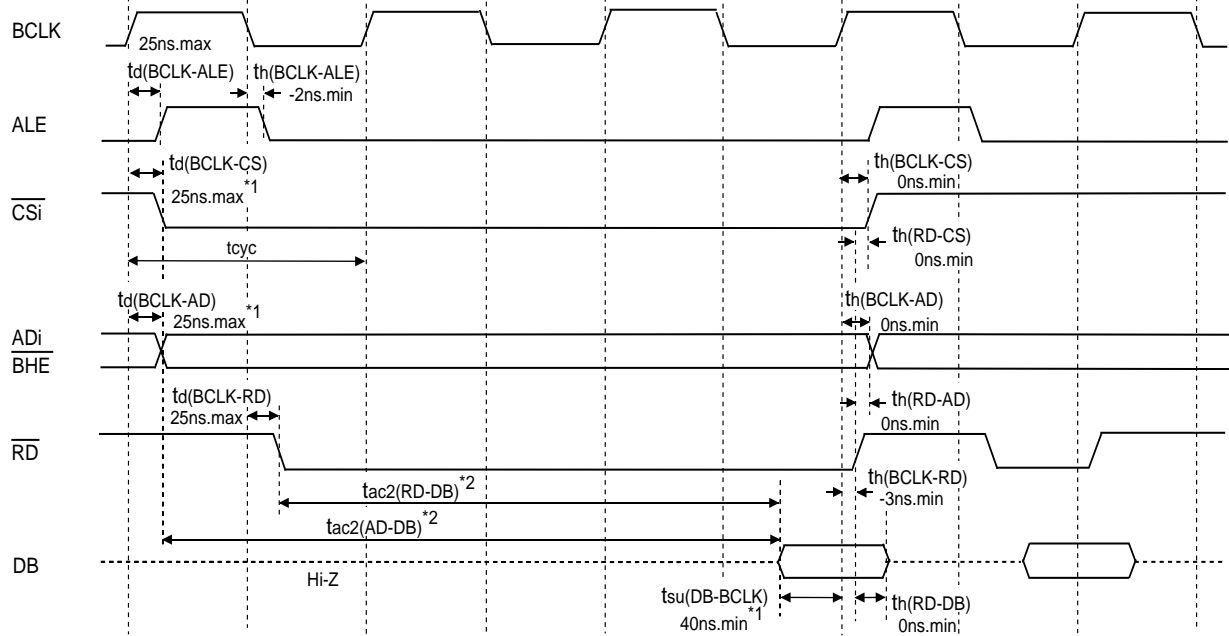 BCLK
25ns.max
td(BCLK-ALE)
th(BCLK-ALE)
-2ns.min
ALE
td(BCLK-CS)
25ns.max*1
th(BCLK-CS)
0ns.min
CSi
th(RD-CS)
0ns.min
tcyc
td(BCLK-AD)
25ns.max*1
th(BCLK-AD)
0ns.min
ADi
BHE
td(BCLK-RD)
25ns.max
th(RD-AD)
0ns.min
RD
tac2(RD-DB)*2
th(BCLK-RD)
-3ns.min
tac2(AD-DB)*2
DB
Hi-Z
tsu(DB-BCLK)
40ns.min*1
th(RD-DB)
0ns.min